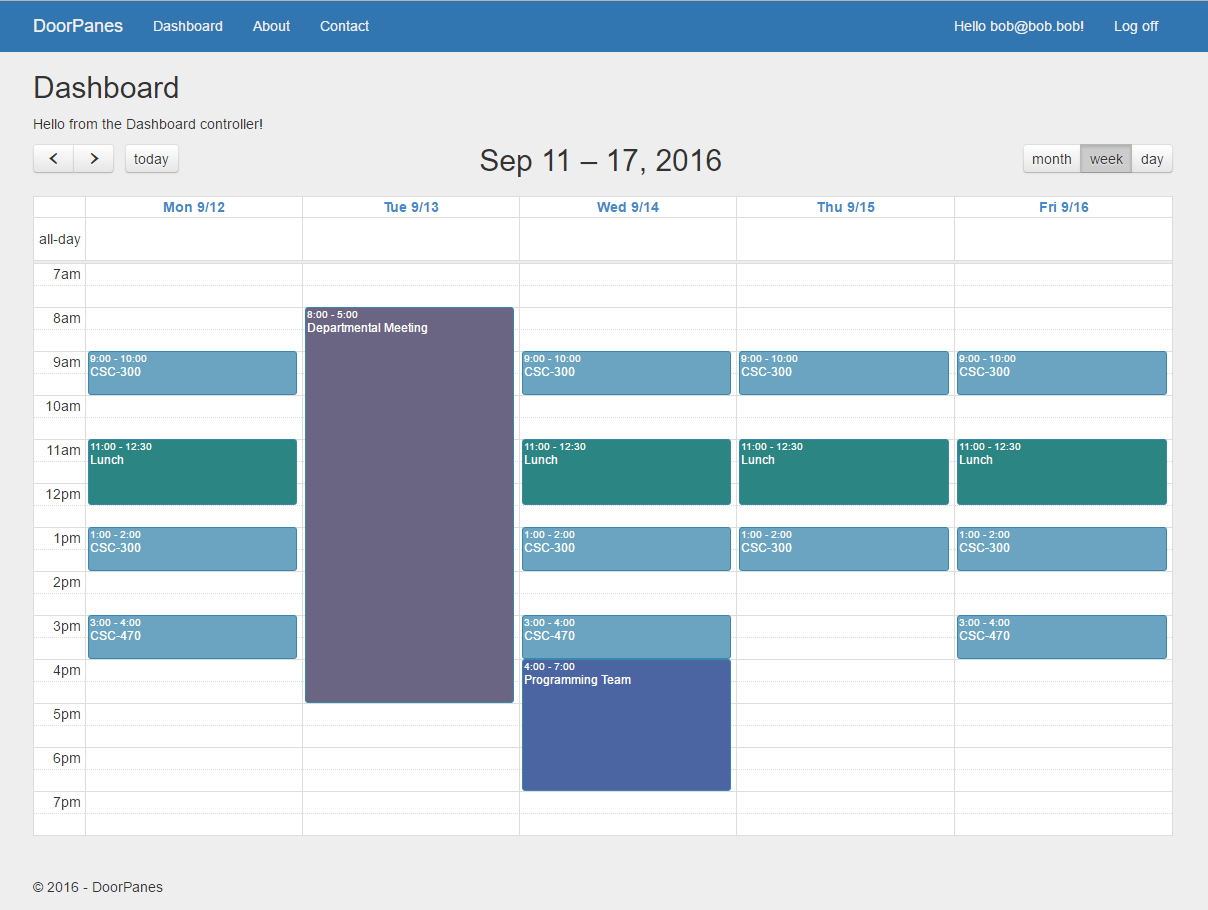 DoorPanes Dashboard About Contact Hello bob@bob.bob! Log off
Dashboard
Hello from the Dashboard controller!
today Sep 11 – 17, 2016 month week day
Mon 9/12 Tue 9/13 Wed 9/14 Thu 9/15 Fri 9/16
all-day
7am
8am 8:00 - 5:00
Departmental Meeting
9am 9:00 - 10:00 9:00 - 10:00 9:00 - 10:00 9:00 - 10:00
CSC-300 CSC-300 CSC-300 CSC-300
10am
11am 11:00 - 12:30 11:00 - 12:30 11:00 - 12:30 11:00 - 12:30
Lunch Lunch Lunch Lunch
12pm
1pm 1:00 - 2:00 1:00 - 2:00 1:00 - 2:00 1:00 - 2:00
CSC-300 CSC-300 CSC-300 CSC-300
2pm
3pm 3:00 - 4:00 3:00 - 4:00 3:00 - 4:00
CSC-470 CSC-470 CSC-470
4pm 4:00 - 7:00
Programming Team
5pm
6pm
7pm
© 2016 - DoorPanes